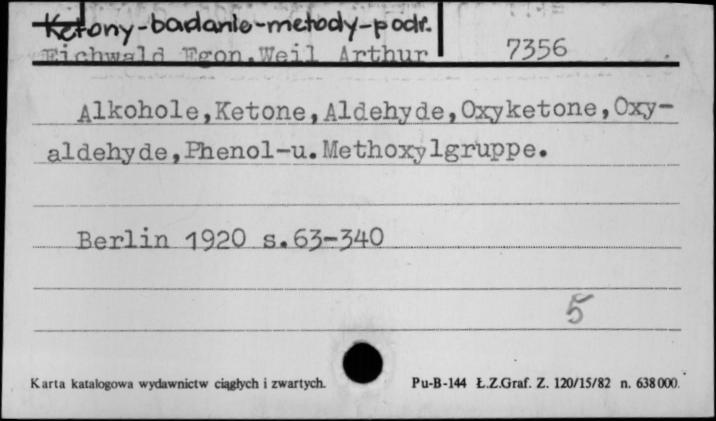 Ketony-badanie-metody-podr.
Eichwald Egon.Weil Arthur 7356
Alkohole,Ketone,Aldehyde,Oxyketone,Oxy-
aldehyde,Phenol-u.Methoxylgruppe.
Berlin 1920 s.63-340
5
Karta katalogowa wydawnictw ciągłych i zwartych. Pu-B-144 Ł.Z.Graf. Z. 120/15/82 n. 638000.